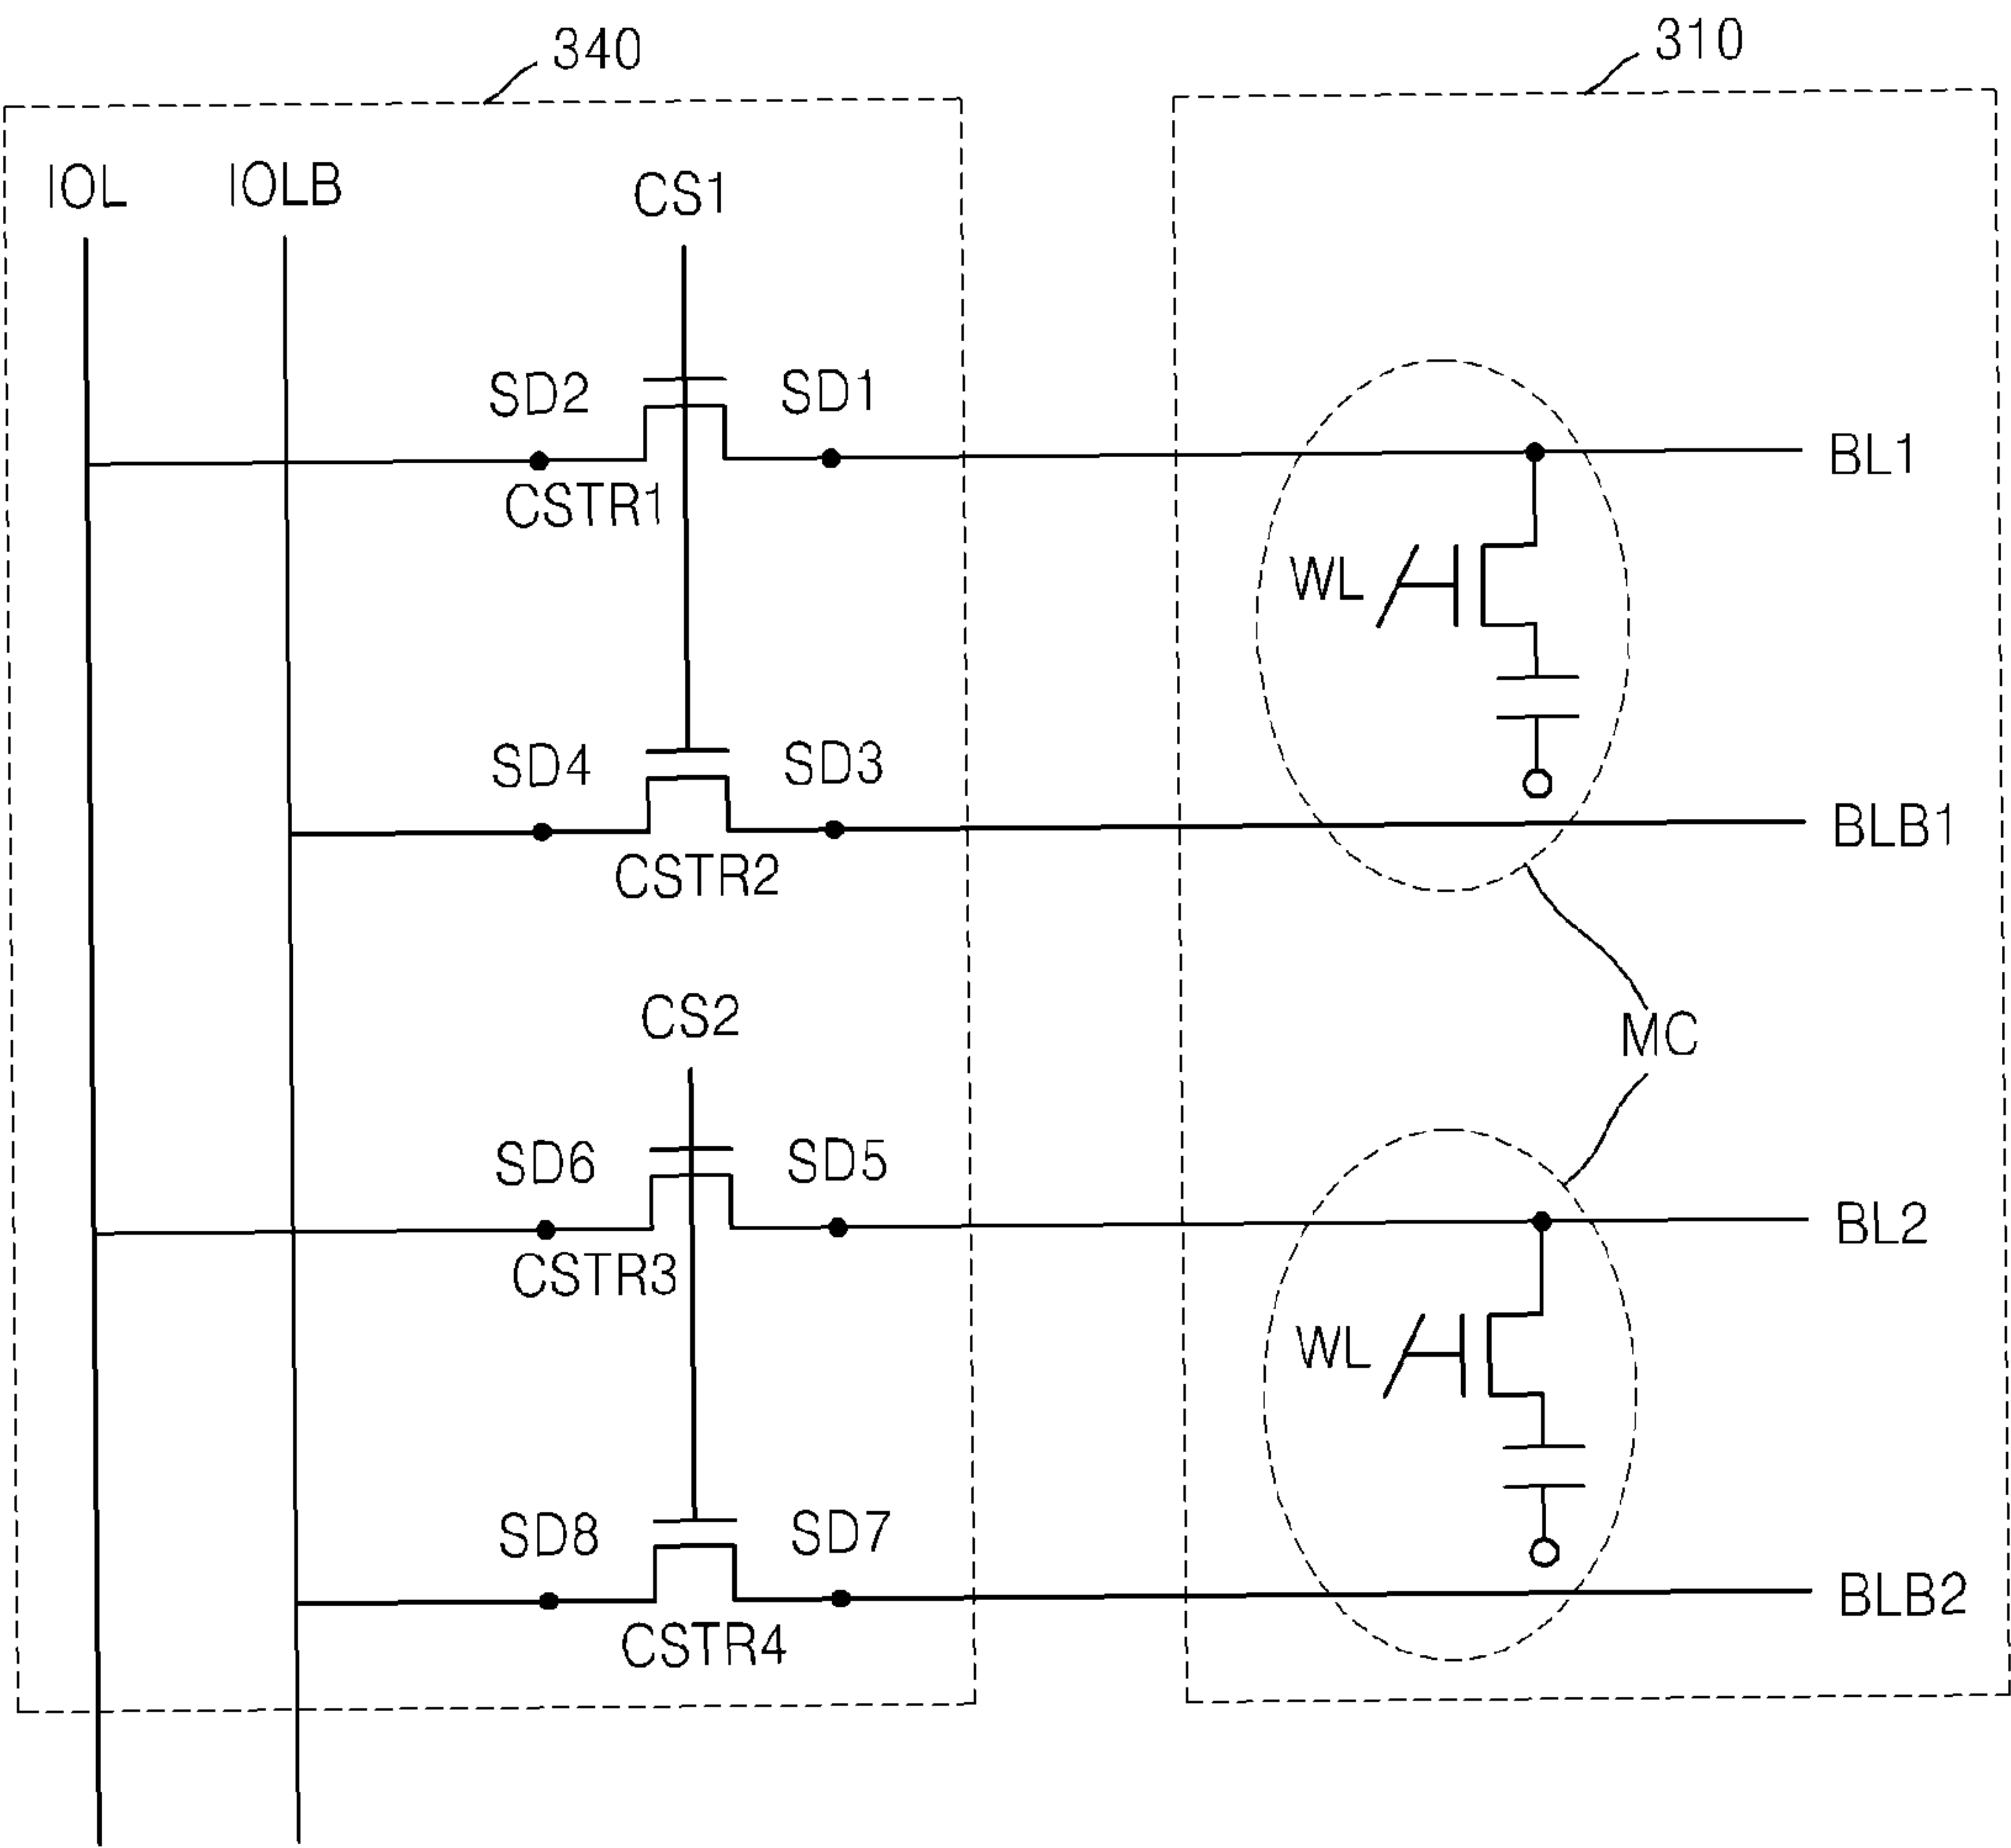 340
310
IOL
IOLB
CS1
SD2
SD1
BL1
CSTR1
WL
SD4
SD3
BLB1
CSTR2
CS2
MC
SD6
SD5
BL2
CSTR3
WL
SD8
SD7
BLB2
CSTR4